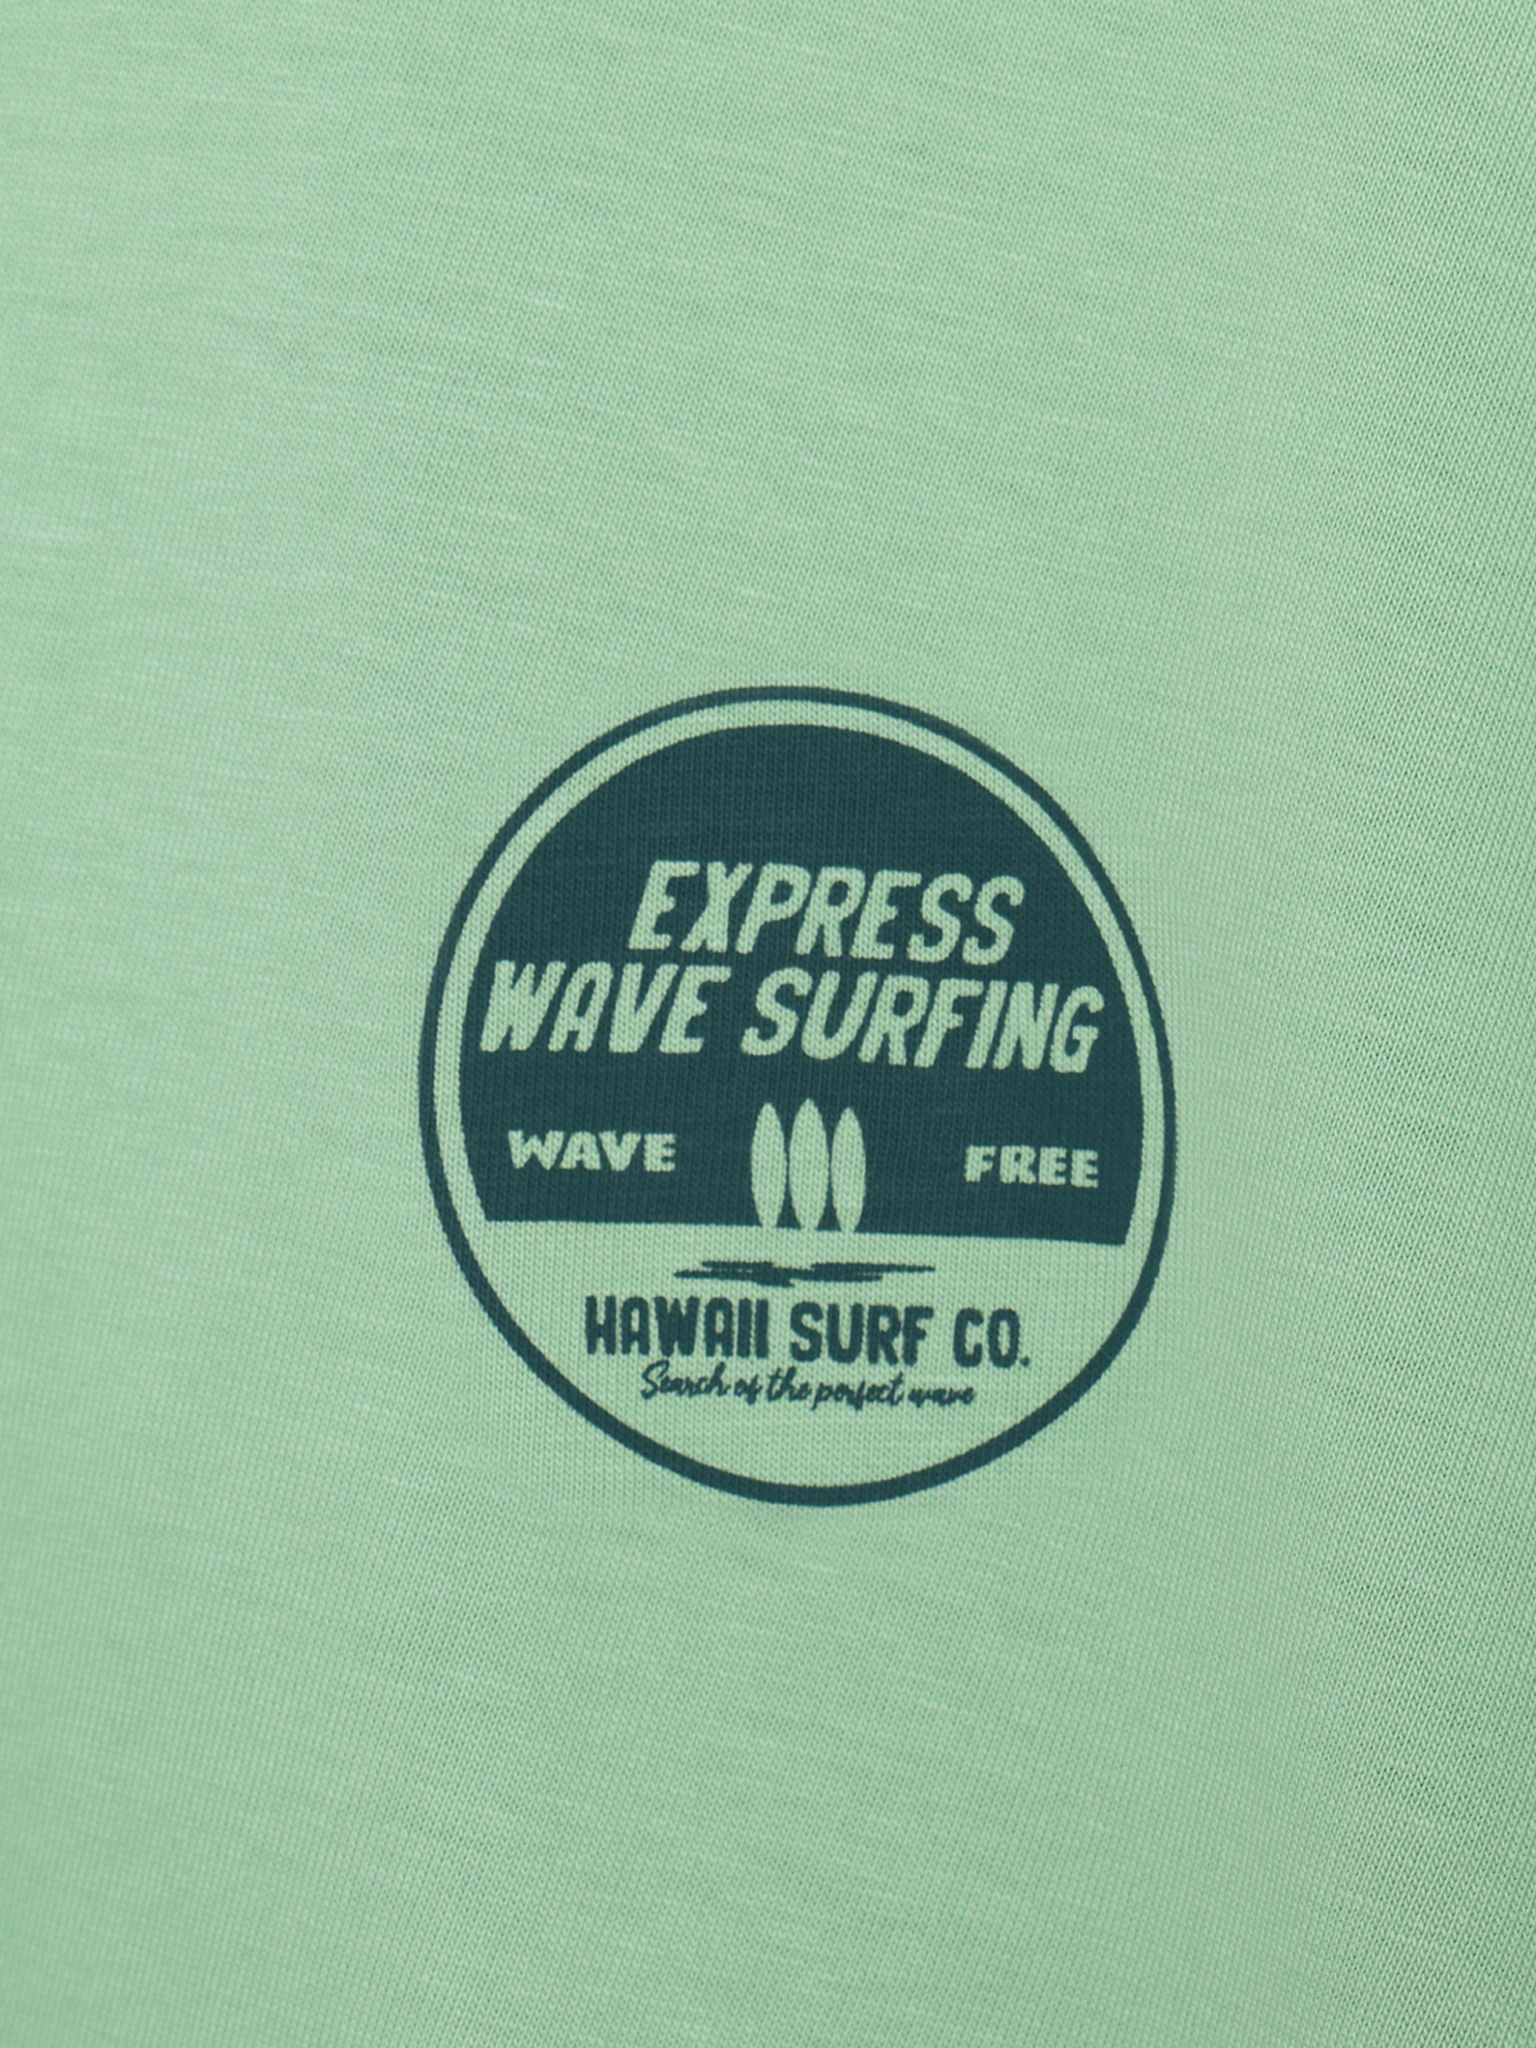 EXPRESS
WAVE SURFING
WAVE FREE
HAWAII SURF CO.
Search of the perfect wave